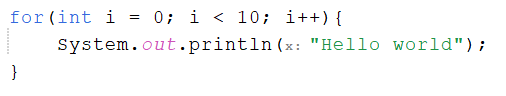 for(int i = 0; i < 10; i++){
    System.out.println(x: "Hello world");
}